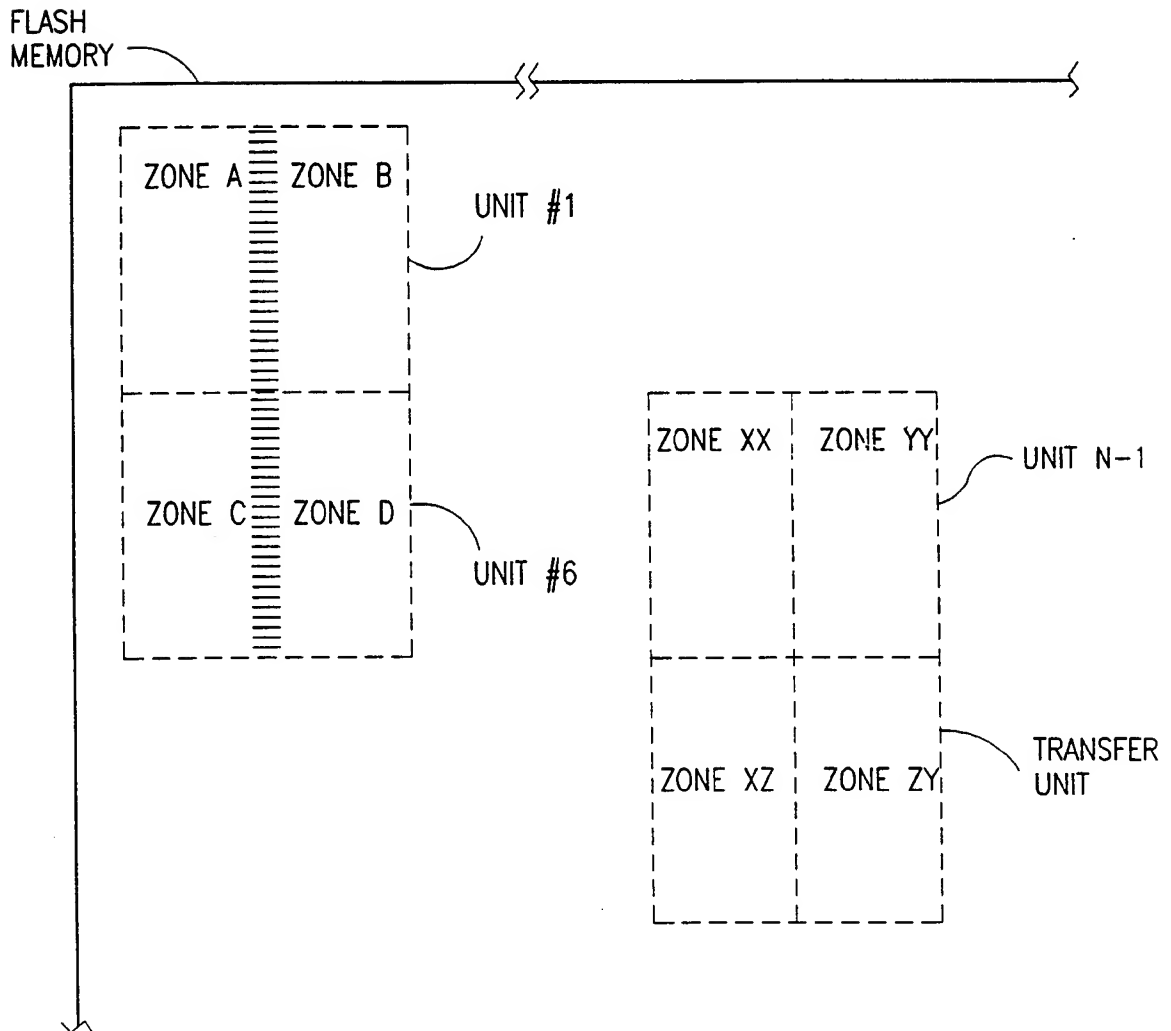 FLASH
MEMORY
ZONE A
ZONE B
UNIT #1
ZONE C
ZONE D
UNIT #6
ZONE XX
ZONE YY
UNIT N-1
ZONE XZ
ZONE ZY
TRANSFER
UNIT